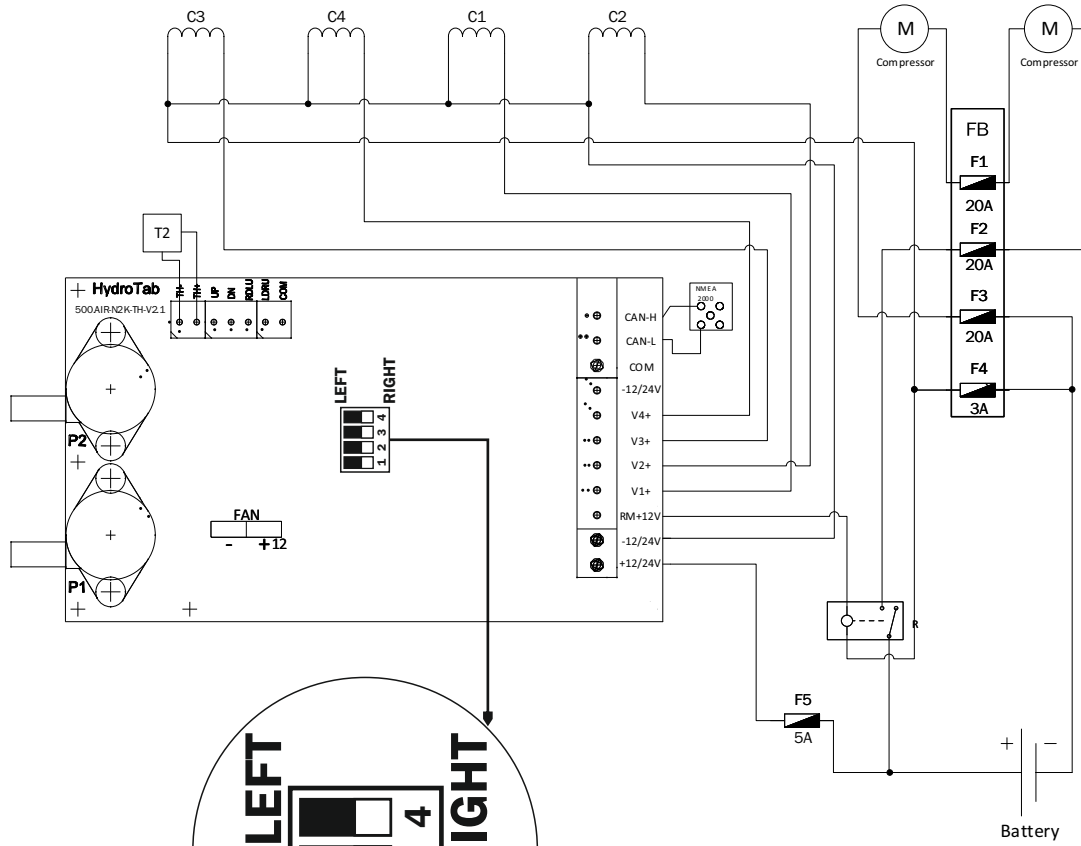 C3
C4
C1
C2
M
Compressor
M
Compressor
FB
F1
20A
F2
20A
F3
20A
F4
3A
T2
HydroTab
500AIR-N2K-TH-V2.1
TH-
TH+
UP
DN
RDLU
LDRU
COM
NMEA
2000
CAN-H
CAN-L
COM
-12/24V
V4+
V3+
V2+
V1+
RM+12V
-12/24V
+12/24V
LEFT
RIGHT
4
3
2
1
P2
FAN
- +12
P1
R
F5
5A
+ -
Battery
LEFT
4
IGHT